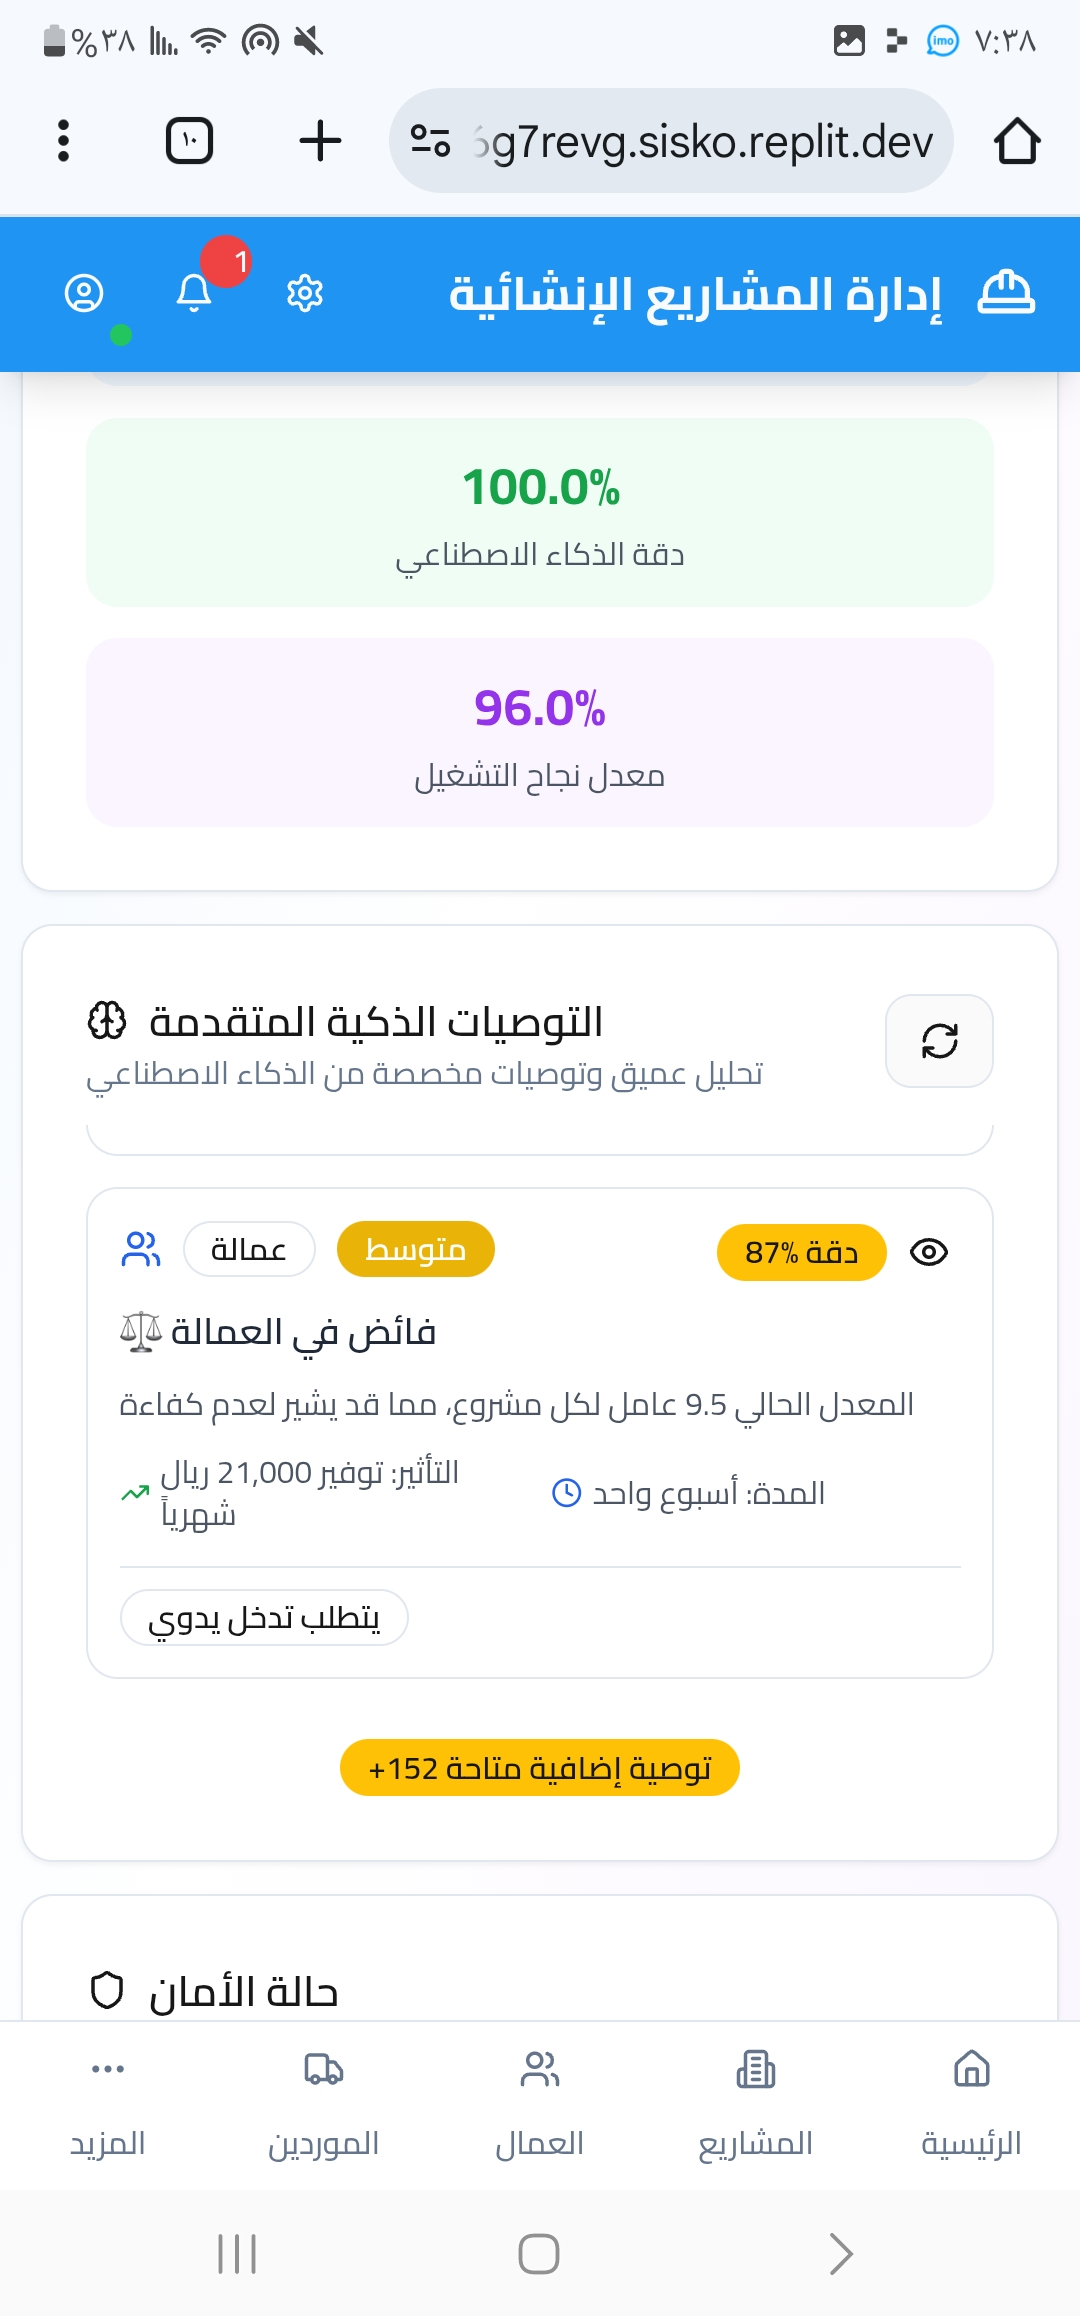 ٧:٣٨
imo
%٣٨
6g7revg.sisko.replit.dev
١٠
إدارة المشاريع الإنشائية
1
100.0%
دقة الذكاء الاصطناعي
96.0%
معدل نجاح التشغيل
التوصيات الذكية المتقدمة
تحليل عميق وتوصيات مخصصة من الذكاء الاصطناعي
دقة 87%
متوسط
عمالة
فائض في العمالة
المعدل الحالي 9.5 عامل لكل مشروع، مما قد يشير لعدم كفاءة
المدة: أسبوع واحد
التأثير: توفير 21,000 ريال
شهرياً
يتطلب تدخل يدوي
توصية إضافية متاحة 152+
حالة الأمان
الرئيسية
المشاريع
العمال
الموردين
المزيد